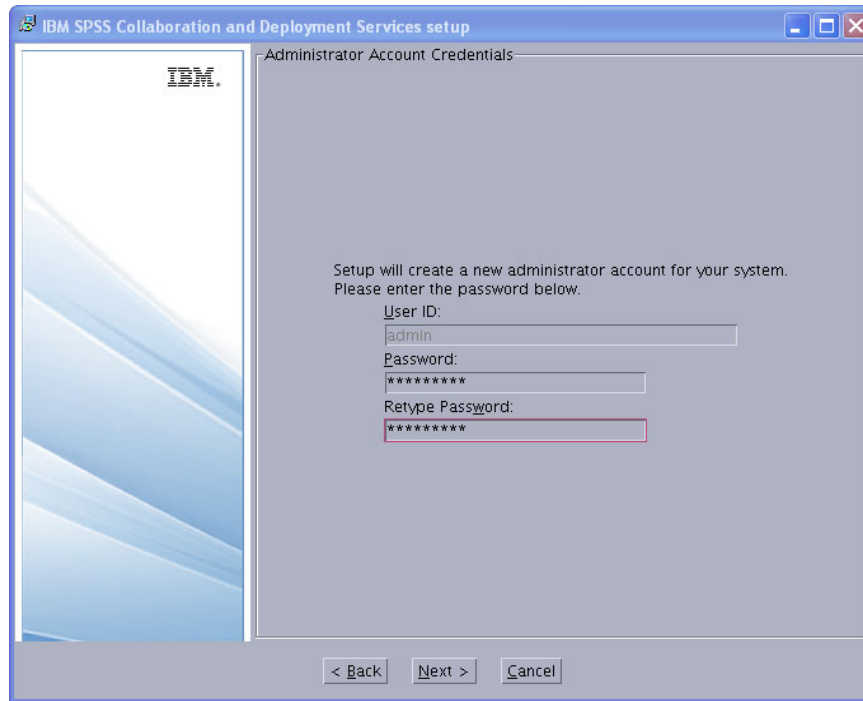 IBM SPSS Collaboration and Deployment Services setup
IBM.
Administrator Account Credentials
Setup will create a new administrator account for your system.
Please enter the password below.
User ID:
admin
Password:
*********
Retype Password:
*********
< Back
Next >
Cancel